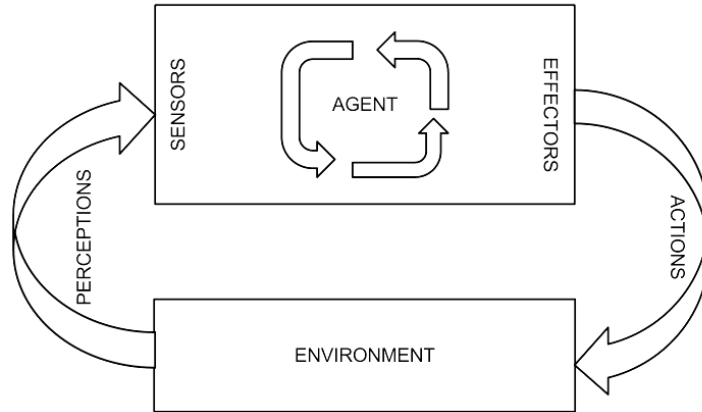 SENSORS
AGENT
EFFECTORS
PERCEPTIONS
ACTIONS
ENVIRONMENT